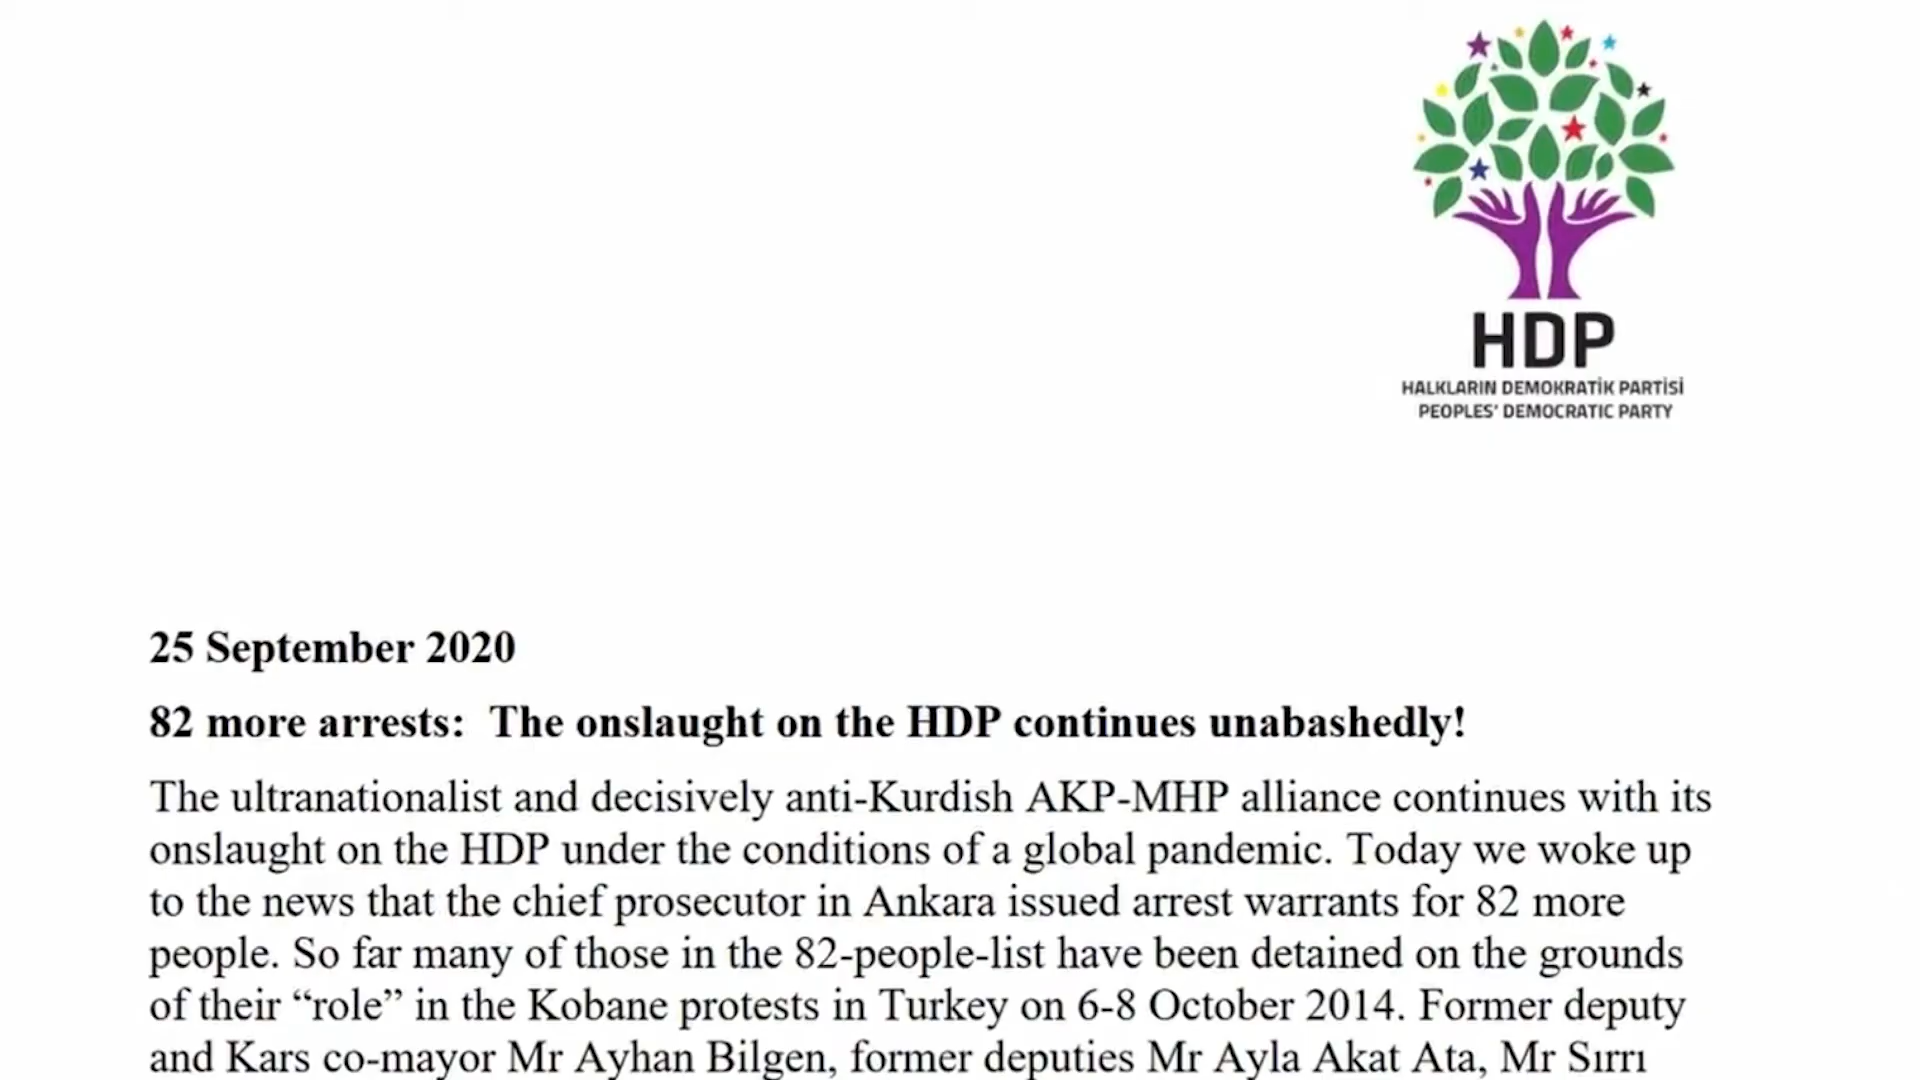 HDP
HALKLARIN DEMOKRATİK PARTİSİ
PEOPLES' DEMOCRATIC PARTY
25 September 2020
82 more arrests:  The onslaught on the HDP continues unabashedly!
The ultranationalist and decisively anti-Kurdish AKP-MHP alliance continues with its
onslaught on the HDP under the conditions of a global pandemic. Today we woke up
to the news that the chief prosecutor in Ankara issued arrest warrants for 82 more
people. So far many of those in the 82-people-list have been detained on the grounds
of their “role” in the Kobane protests in Turkey on 6-8 October 2014. Former deputy
and Kars co-mayor Mr Ayhan Bilgen, former deputies Mr Ayla Akat Ata, Mr Sırrı